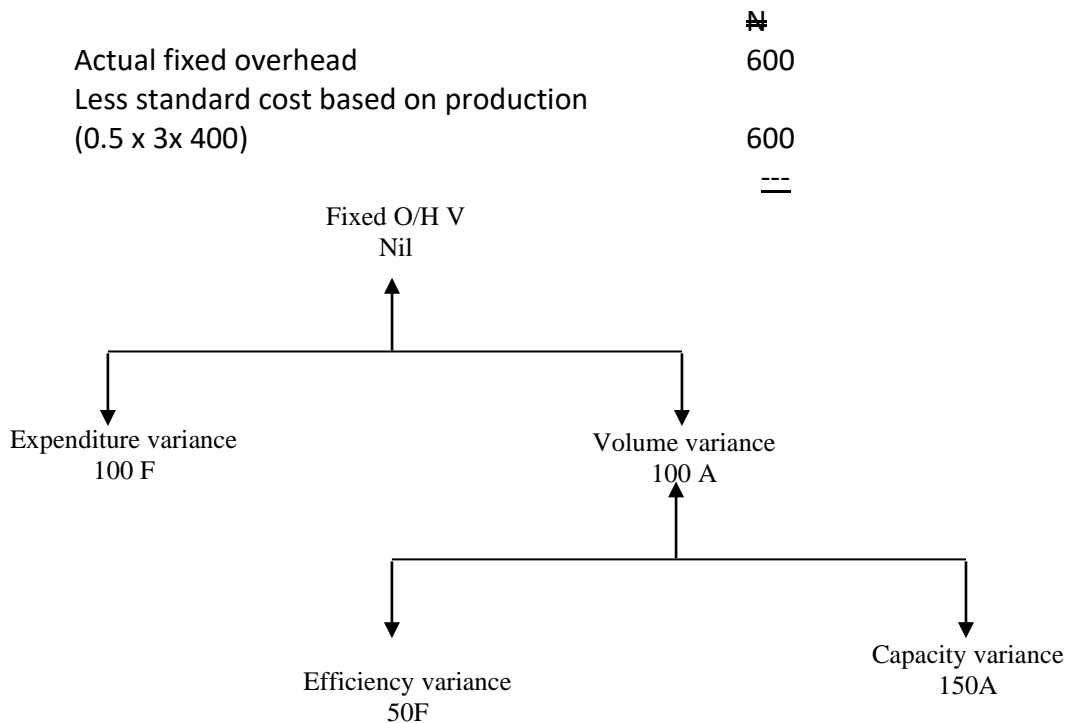 ₦
Actual fixed overhead 600
Less standard cost based on production
(0.5 x 3x 400) 600
---
Fixed O/H V
Nil
Expenditure variance
100 F
Volume variance
100 A
Efficiency variance
50F
Capacity variance
150A